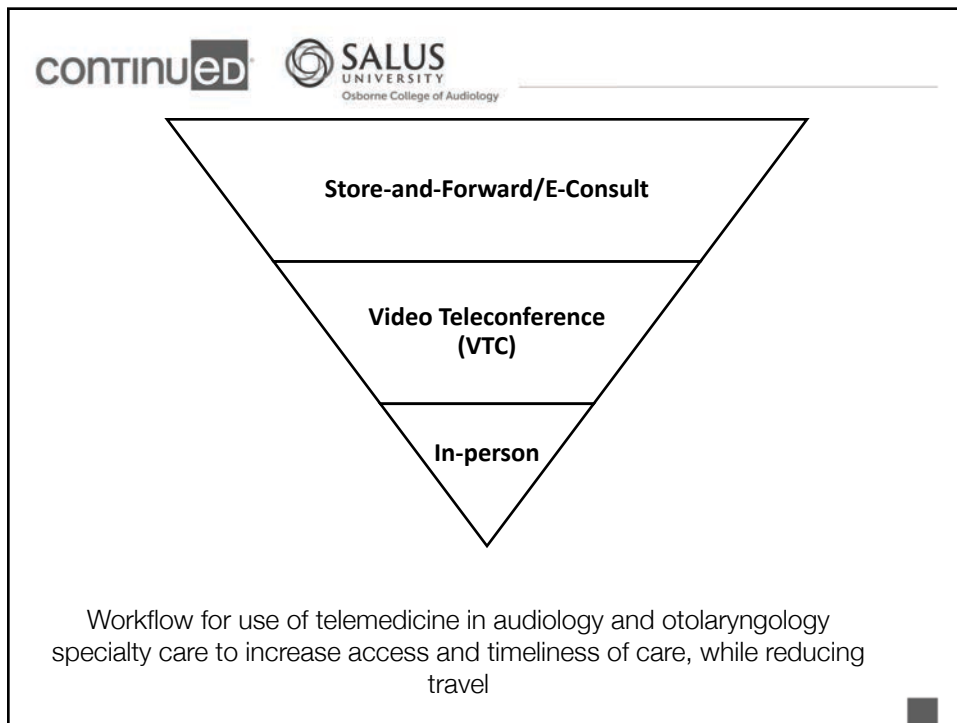 continued
SALUS
UNIVERSITY
Osborne College of Audiology
Store-and-Forward/E-Consult
Video Teleconference
(VTC)
In-person
Workflow for use of telemedicine in audiology and otolaryngology
specialty care to increase access and timeliness of care, while reducing
travel